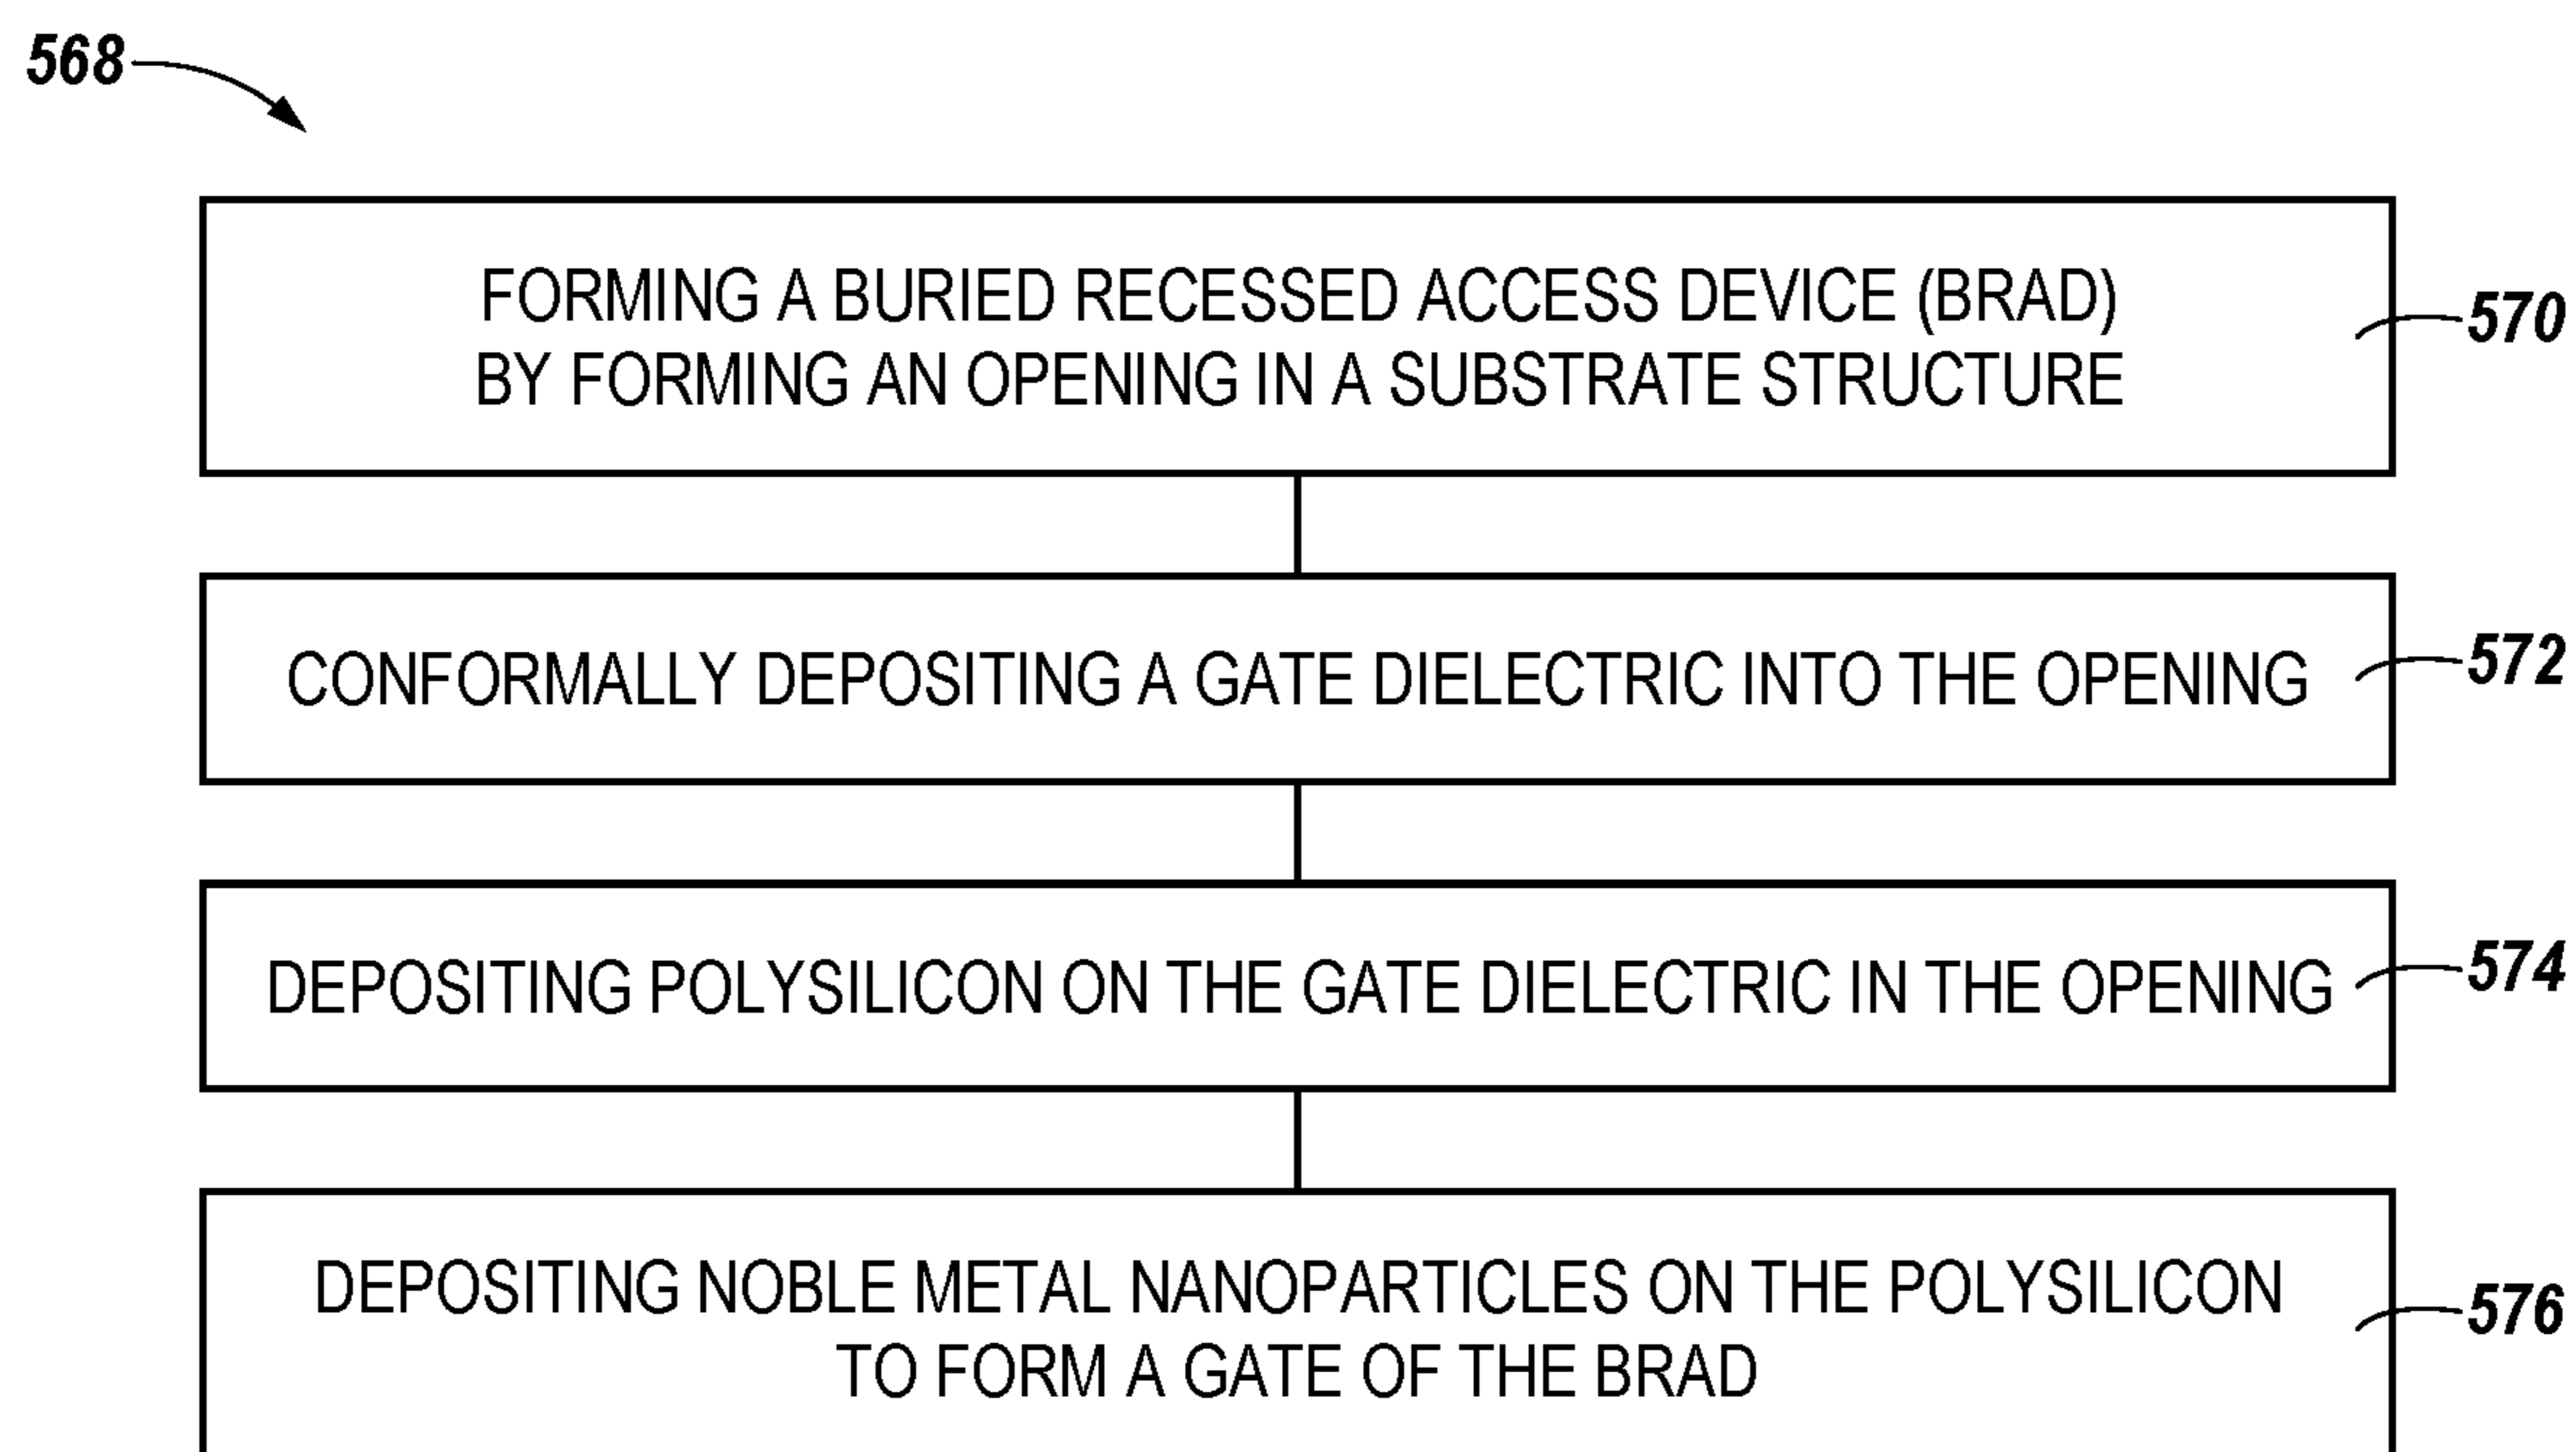 568
FORMING A BURIED RECESSED ACCESS DEVICE (BRAD)
BY FORMING AN OPENING IN A SUBSTRATE STRUCTURE
570
CONFORMALLY DEPOSITING A GATE DIELECTRIC INTO THE OPENING
572
DEPOSITING POLYSILICON ON THE GATE DIELECTRIC IN THE OPENING
574
DEPOSITING NOBLE METAL NANOPARTICLES ON THE POLYSILICON
TO FORM A GATE OF THE BRAD
576